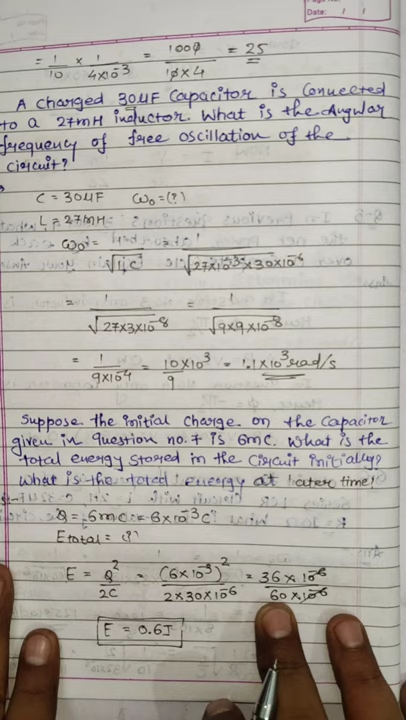 Date: / /
= 1/10 × 1/4×10⁻³ = 1000/10×4 = 25
A charged 30µF capacitor is connected
to a 27mH inductor. What is the Angular
frequency of free oscillation of the
circuit?
C = 30µF ω₀ = (?)
L = 27mH
ω₀ = 1/√LC = 1/√27×10⁻³×30×10⁻⁶
= 1/√27×3×10⁻⁸ = 1/√9×9×10⁻⁸
= 1/9×10⁻⁴ = 10×10³/9 = 1.1×10³ rad/s
Suppose the initial charge on the capacitor
given in question no. 7 is 6mC. What is the
total energy stored in the circuit initially?
What is the total energy at later time?
Q = 6mC = 6×10⁻³C
Etotal = ?
E = Q²/2C = (6×10⁻³)²/2×30×10⁻⁶ = 36×10⁻⁶/60×10⁻⁶
E = 0.6J